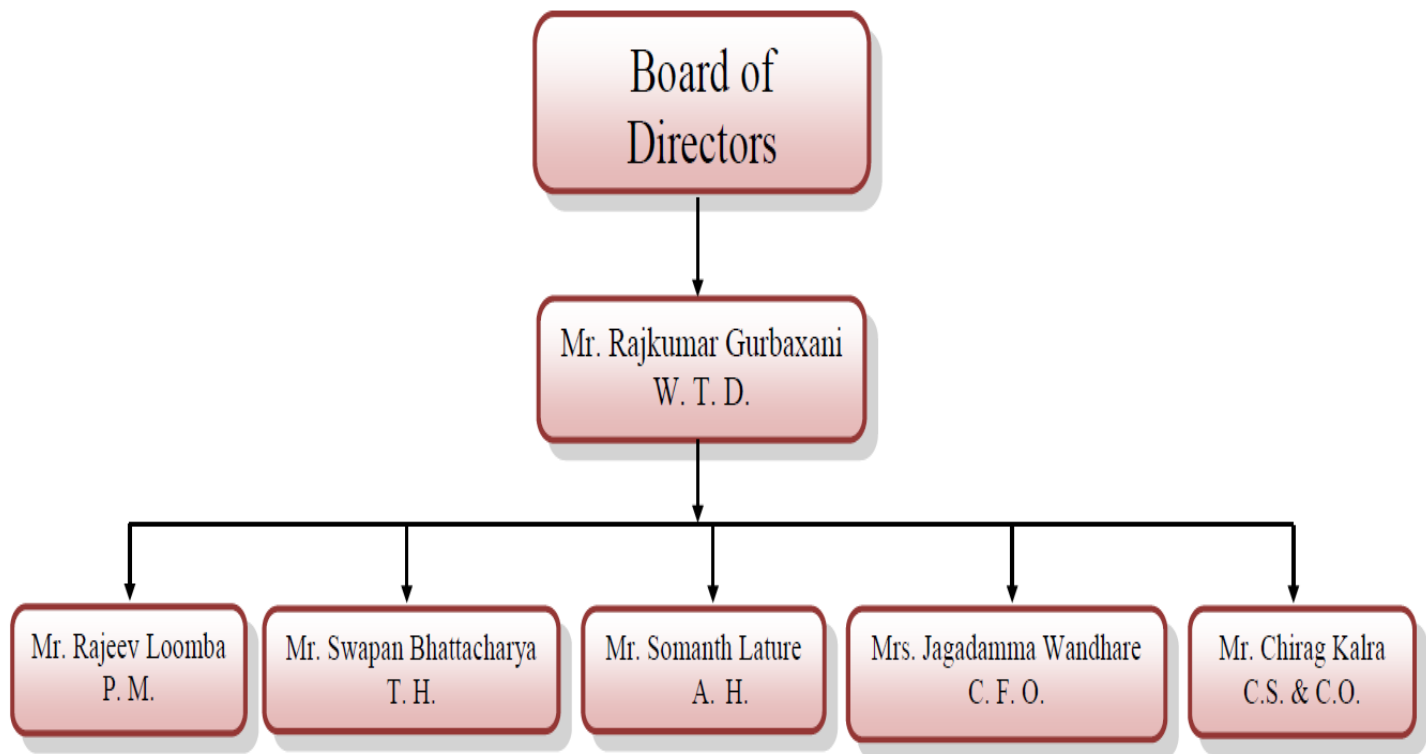 Board of
Directors
Mr. Rajkumar Gurbaxani
W. T. D.
Mr. Rajeev Loomba
P. M.
Mr. Swapan Bhattacharya
T. H.
Mr. Somanth Lature
A. H.
Mrs. Jagadamma Wandhare
C. F. O.
Mr. Chirag Kalra
C.S. & C.O.